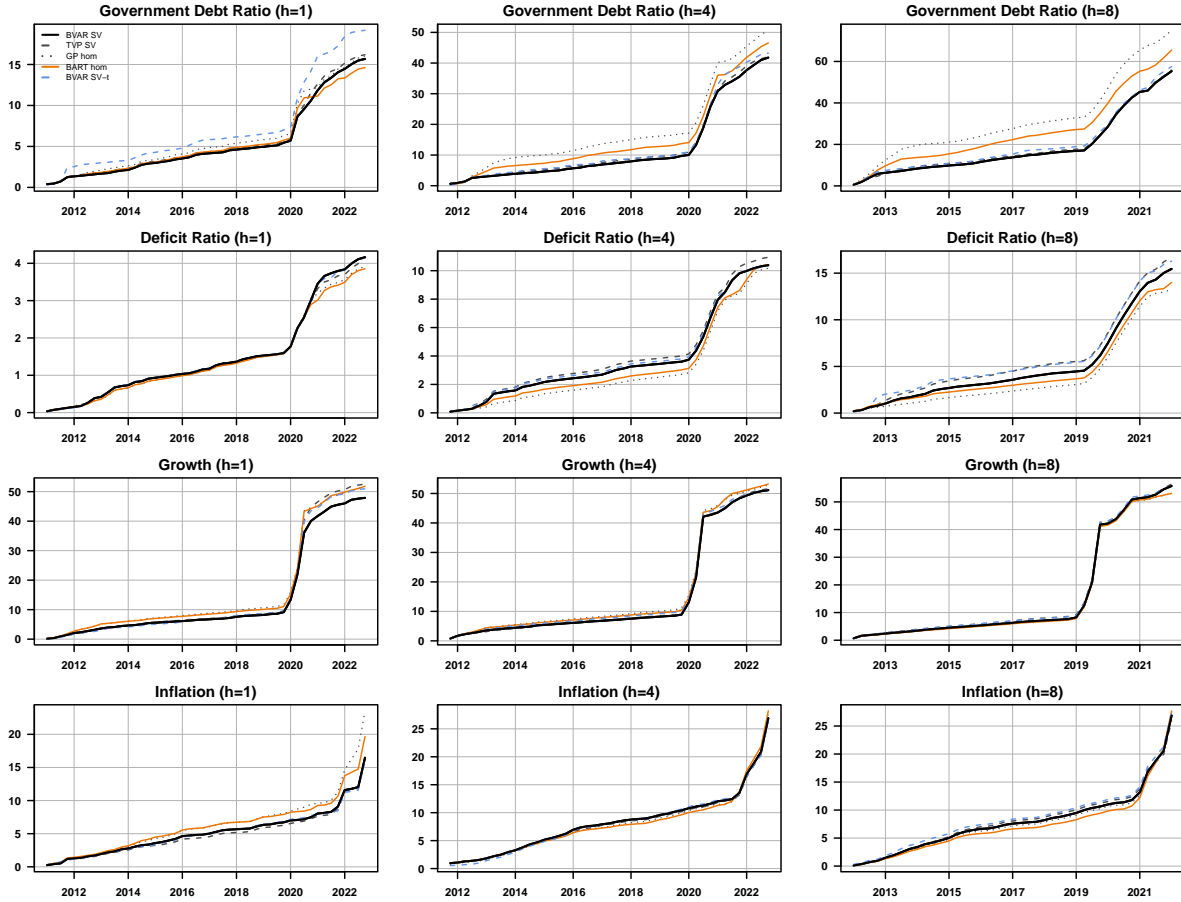 Government Debt Ratio (h=1)
BVAR SV
TVP SV
GP hom
BART hom
BVAR SV−t
0 5 10 15
2012 2014 2016 2018 2020 2022
Government Debt Ratio (h=4)
0 10 20 30 40 50
2012 2014 2016 2018 2020 2022
Government Debt Ratio (h=8)
0 20 40 60
2013 2015 2017 2019 2021
Deficit Ratio (h=1)
0 1 2 3 4
2012 2014 2016 2018 2020 2022
Deficit Ratio (h=4)
0 2 4 6 8 10
2012 2014 2016 2018 2020 2022
Deficit Ratio (h=8)
0 5 10 15
2013 2015 2017 2019 2021
Growth (h=1)
0 10 20 30 40 50
2012 2014 2016 2018 2020 2022
Growth (h=4)
0 10 20 30 40 50
2012 2014 2016 2018 2020 2022
Growth (h=8)
0 10 20 30 40 50
2013 2015 2017 2019 2021
Inflation (h=1)
0 5 10 15 20
2012 2014 2016 2018 2020 2022
Inflation (h=4)
0 5 10 15 20 25
2012 2014 2016 2018 2020 2022
Inflation (h=8)
0 5 10 15 20 25
2013 2015 2017 2019 2021